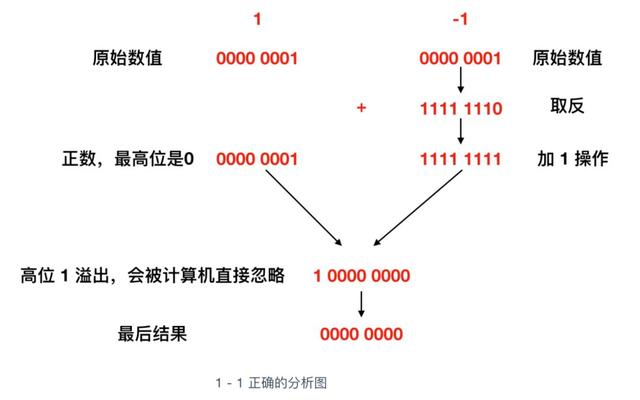 1 -1
原始数值 0000 0001 0000 0001 原始数值
+ 1111 1110 取反
正数，最高位是0 0000 0001 1111 1111 加 1 操作
高位 1 溢出，会被计算机直接忽略 1 0000 0000
最后结果 0000 0000
1 - 1 正确的分析图